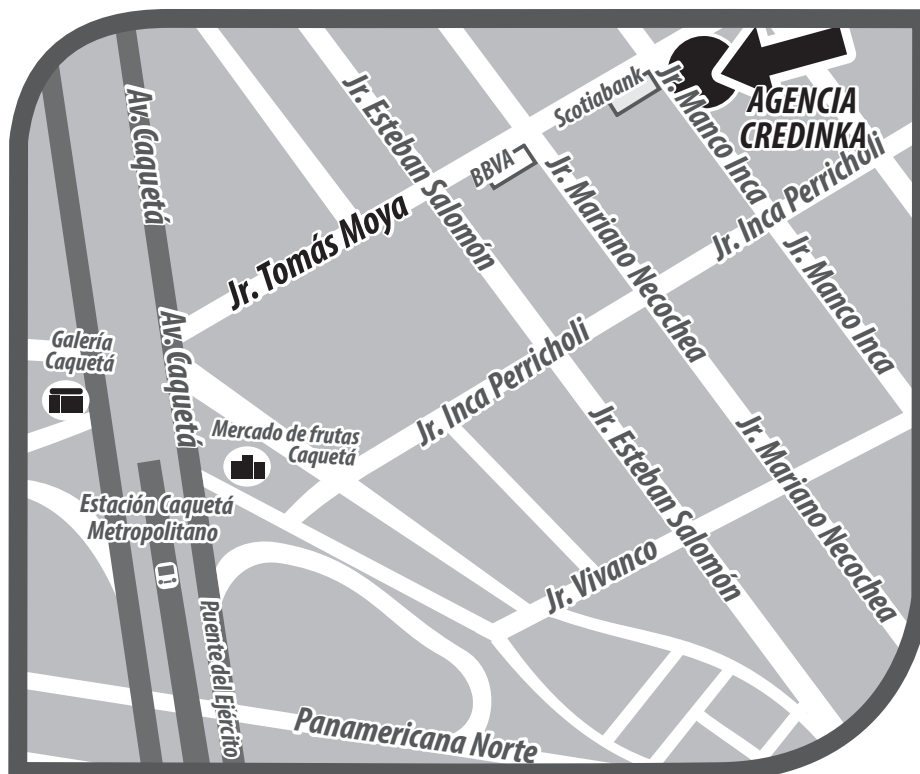 Av. Caquetá
Jr. Esteban Salomón
Scotiabank
Jr. Manco Inca
AGENCIA
CREDINKA
BBVA
Jr. Mariano Necochea
Jr. Inca Perricholi
Jr. Tomás Moya
Jr. Manco Inca
Av. Caquetá
Galería
Caquetá
Jr. Inca Perricholi
Mercado de frutas
Caquetá
Jr. Esteban Salomón
Jr. Mariano Necochea
Estación Caquetá
Metropolitano
Jr. Vivanco
Puente del Ejército
Panamericana Norte